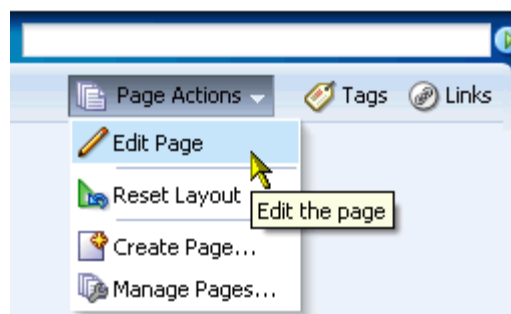 Page Actions Tags Links
Edit Page
Reset Layout
Edit the page
Create Page...
Manage Pages...